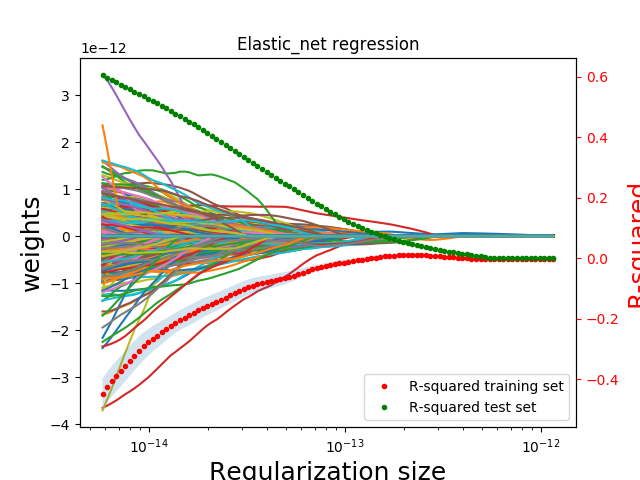 Elastic_net regression
1e−12
3
2
1
0
−1
−2
−3
−4
weights
0.6
0.4
0.2
0.0
−0.2
−0.4
R-squared
10⁻¹⁴
10⁻¹³
10⁻¹²
Regularization size
R-squared training set
R-squared test set